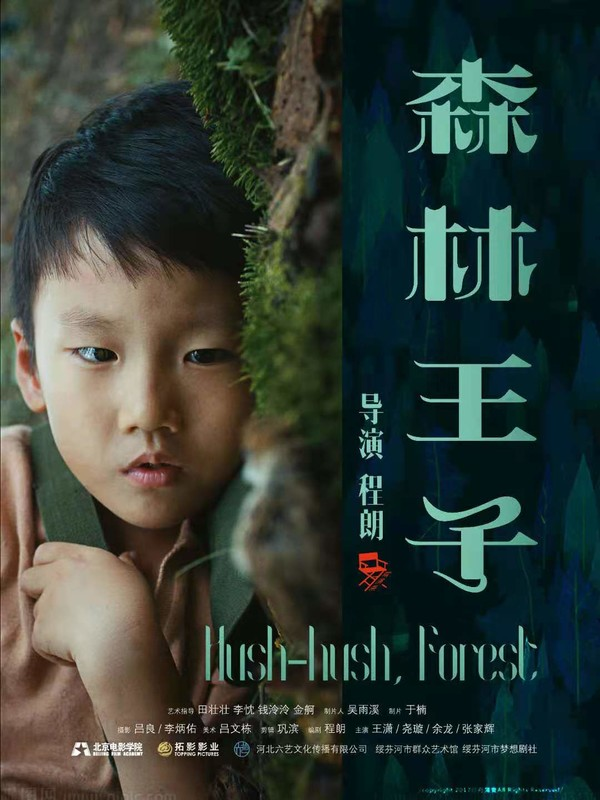 森林王子
导演 程朗
Hush-hush, Forest
艺术指导 田壮壮 李忱 钱泠泠 金舸 制片人 吴雨溪 制片 于楠
摄影 吕良/李炳佑 美术 吕文栋 剪辑 巩滨 编剧 程朗 主演 王潇/尧璇/余龙/张家辉
北京电影学院
BEIJING FILM ACADEMY
拓影影业
TOPPING PICTURES
河北六艺文化传播有限公司 绥芬河市群众艺术馆 绥芬河市梦想剧社
All Rights Reserved